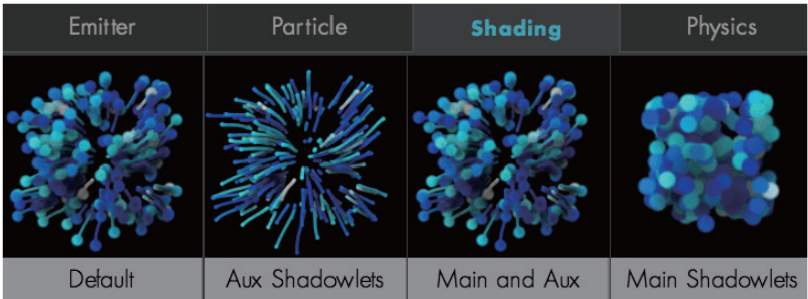 Emitter Particle Shading Physics
Default Aux Shadowlets Main and Aux Main Shadowlets